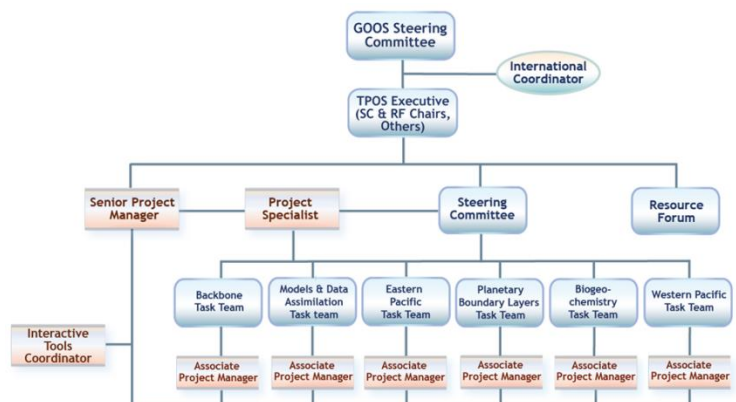 GOOS Steering
Committee
International
Coordinator
TPOS Executive
(SC & RF Chairs,
Others)
Senior Project
Manager
Project
Specialist
Steering
Committee
Resource
Forum
Backbone
Task Team
Models & Data
Assimilation
Task team
Eastern
Pacific
Task Team
Planetary
Boundary Layers
Task Team
Biogeo-
chemistry
Task Team
Western Pacific
Task Team
Interactive
Tools
Coordinator
Associate
Project Manager
Associate
Project Manager
Associate
Project Manager
Associate
Project Manager
Associate
Project Manager
Associate
Project Manager